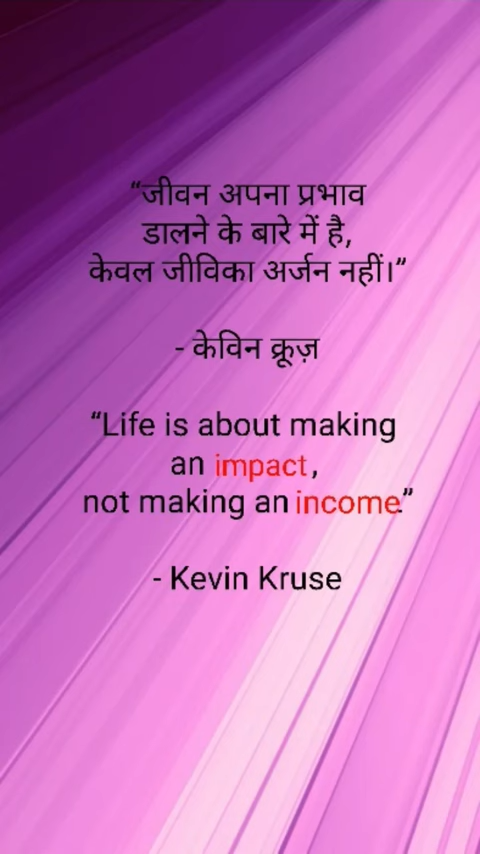 “जीवन अपना प्रभाव
डालने के बारे में है,
केवल जीविका अर्जन नहीं।”
- केविन क्रूज़
“Life is about making
an impact,
not making an income.”
- Kevin Kruse